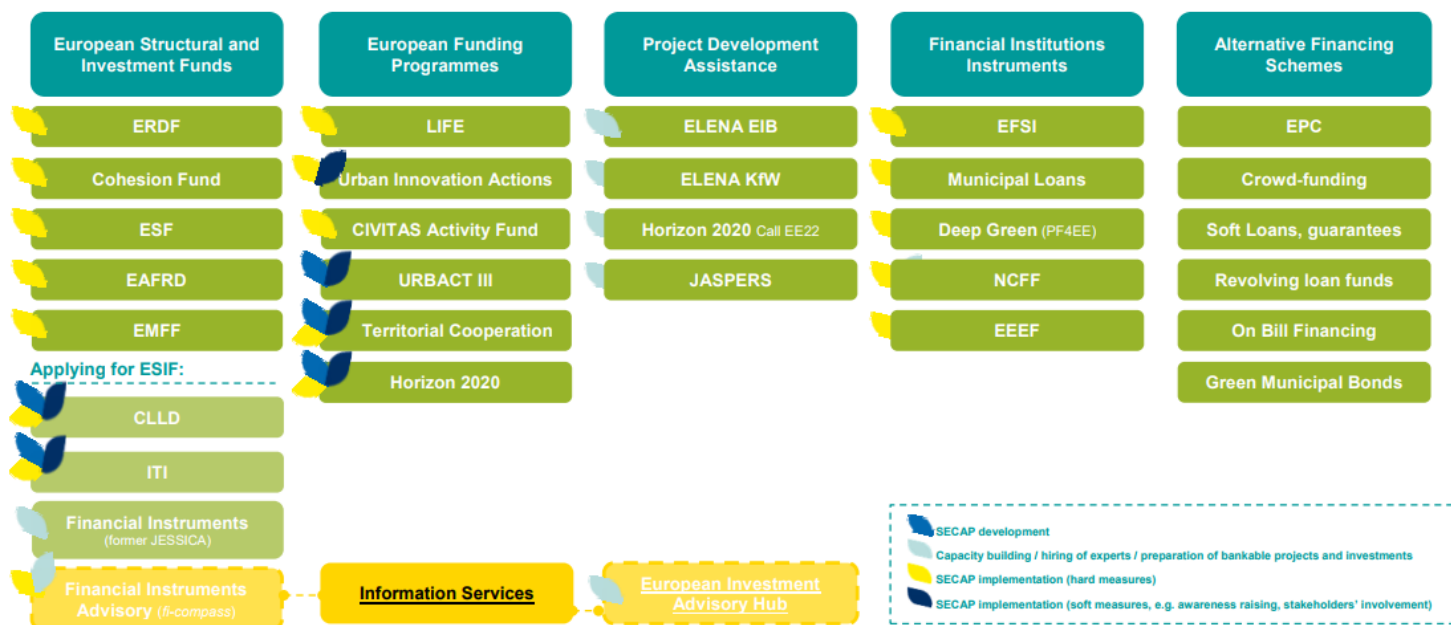 European Structural and
Investment Funds
ERDF
Cohesion Fund
ESF
EAFRD
EMFF
Applying for ESIF:
CLLD
ITI
Financial Instruments
(former JESSICA)
Financial Instruments
Advisory (fi-compass)
European Funding
Programmes
LIFE
Urban Innovation Actions
CIVITAS Activity Fund
URBACT III
Territorial Cooperation
Horizon 2020
Information Services
Project Development
Assistance
ELENA EIB
ELENA KfW
Horizon 2020 Call EE22
JASPERS
European Investment
Advisory Hub
Financial Institutions
Instruments
EFSI
Municipal Loans
Deep Green (PF4EE)
NCFF
EEEF
Alternative Financing
Schemes
EPC
Crowd-funding
Soft Loans, guarantees
Revolving loan funds
On Bill Financing
Green Municipal Bonds
SECAP development
Capacity building / hiring of experts / preparation of bankable projects and investments
SECAP implementation (hard measures)
SECAP implementation (soft measures, e.g. awareness raising, stakeholders' involvement)